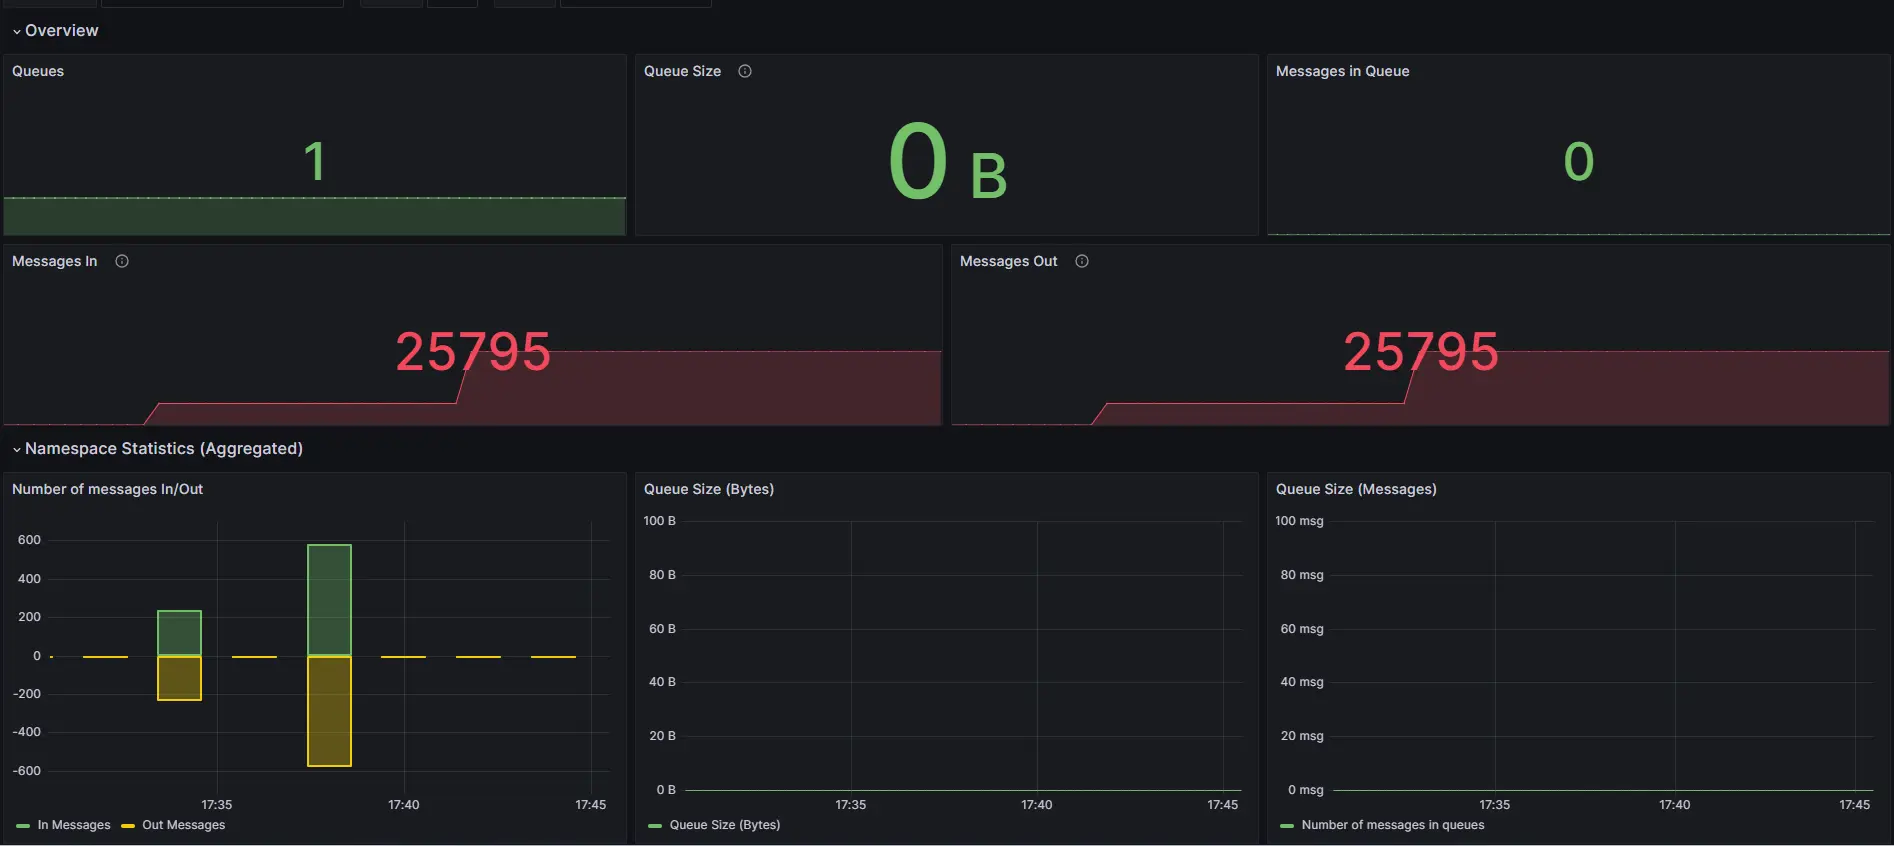 Overview
Queues
Queue Size
Messages in Queue
1
0 B
0
Messages In
Messages Out
25795
25795
Namespace Statistics (Aggregated)
Number of messages In/Out
Queue Size (Bytes)
Queue Size (Messages)
600
400
200
0
-200
-400
-600
17:35
17:40
17:45
In Messages
Out Messages
100 B
80 B
60 B
40 B
20 B
0 B
17:35
17:40
17:45
Queue Size (Bytes)
100 msg
80 msg
60 msg
40 msg
20 msg
0 msg
17:35
17:40
17:45
Number of messages in queues